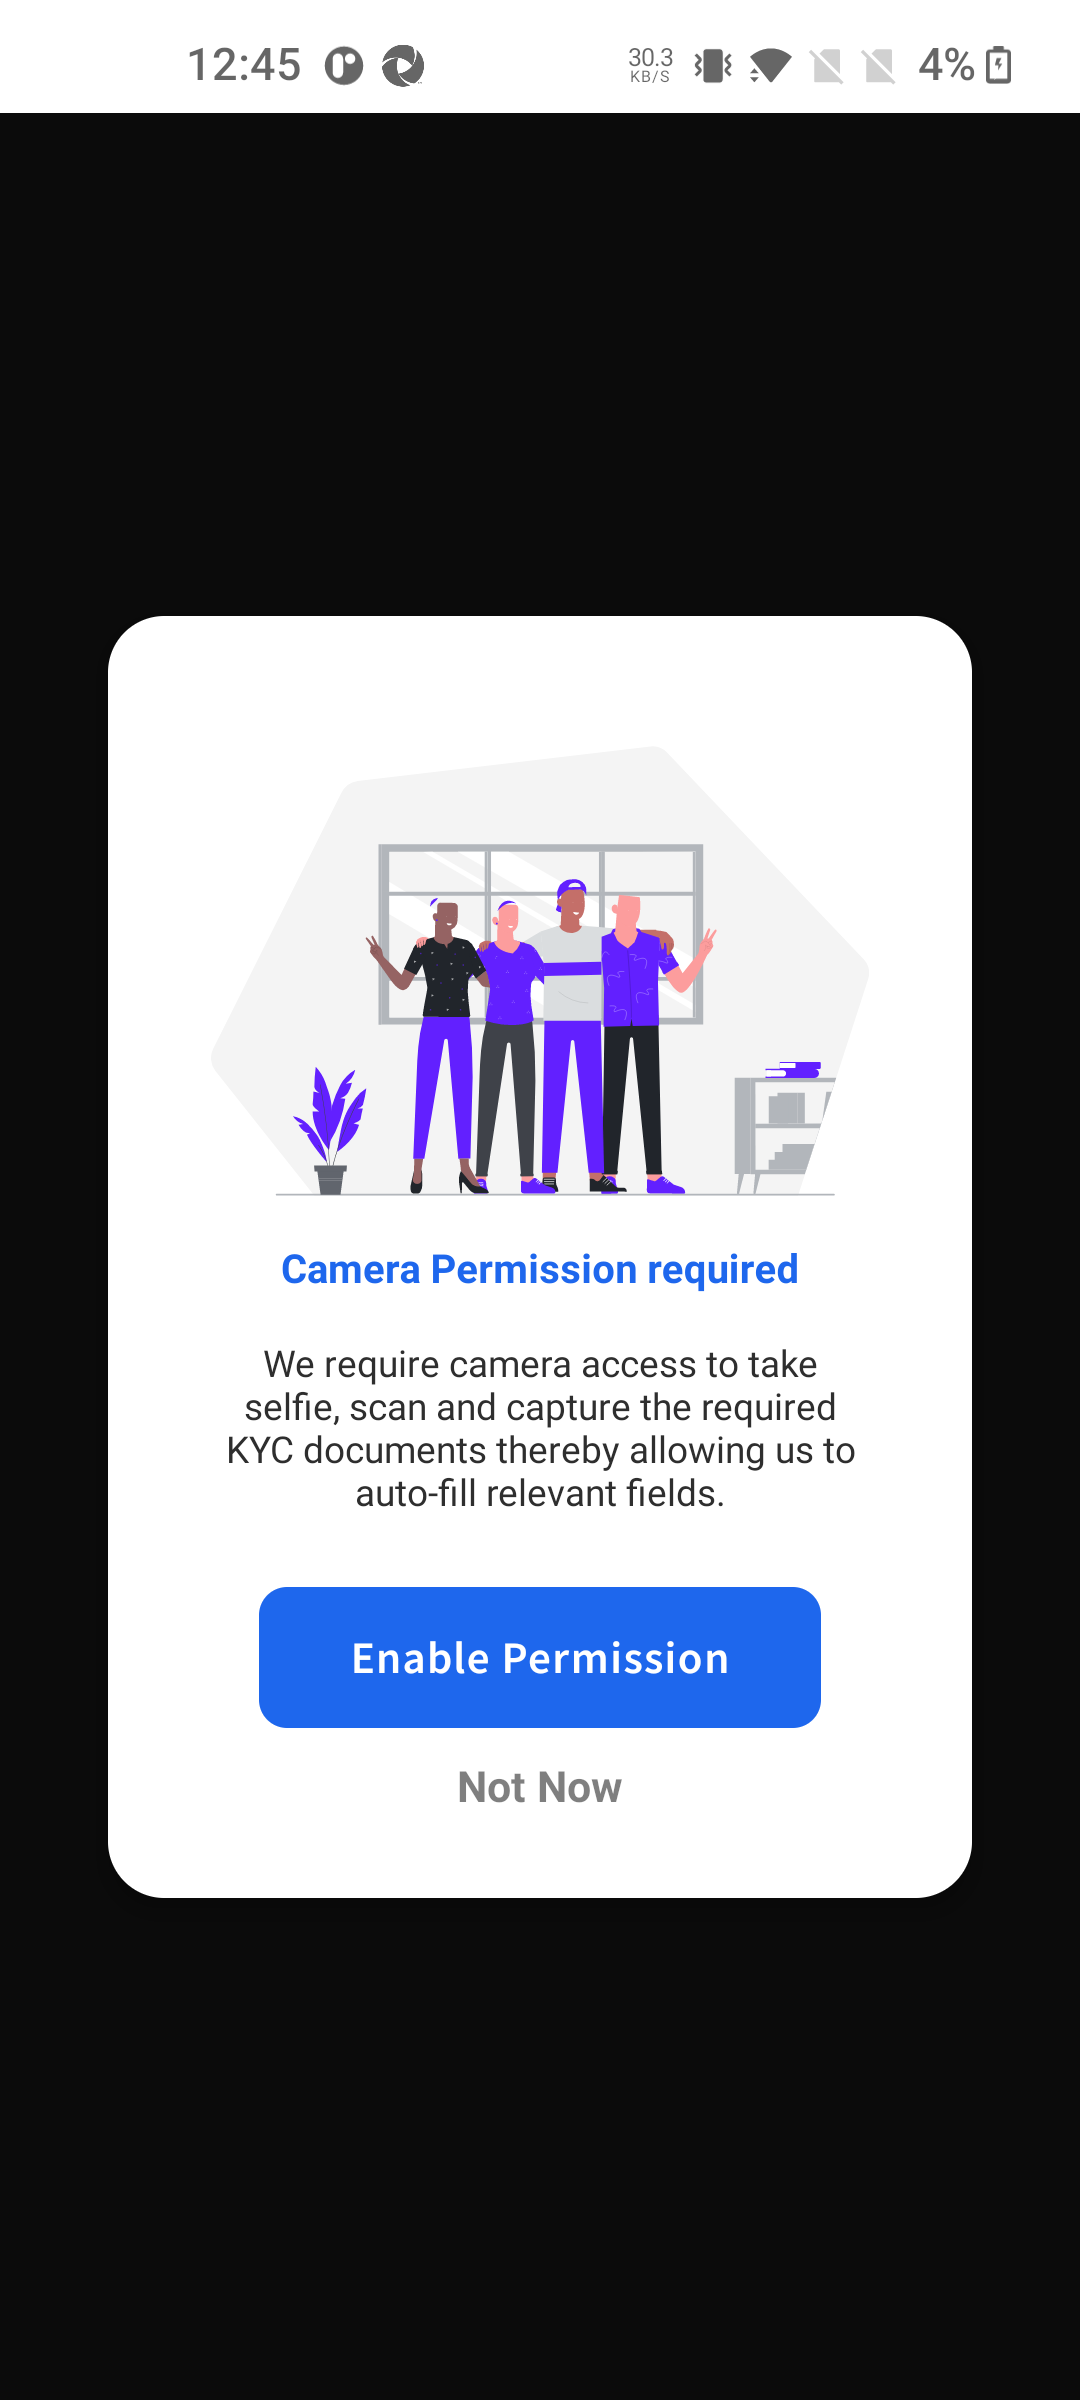 12:45
30.3
KB/S
4%
Camera Permission required
We require camera access to take
selfie, scan and capture the required
KYC documents thereby allowing us to
auto-fill relevant fields.
Enable Permission
Not Now